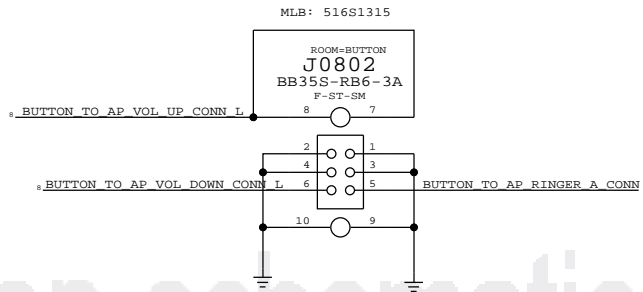 MLB: 516S1315
ROOM=BUTTON
J0802
BB35S-RB6-3A
F-ST-SM
8 BUTTON_TO_AP_VOL_UP_CONN_L 8 7
2 1
4 3
8 BUTTON_TO_AP_VOL_DOWN_CONN_L 6 5 BUTTON_TO_AP_RINGER_A_CONN
10 9